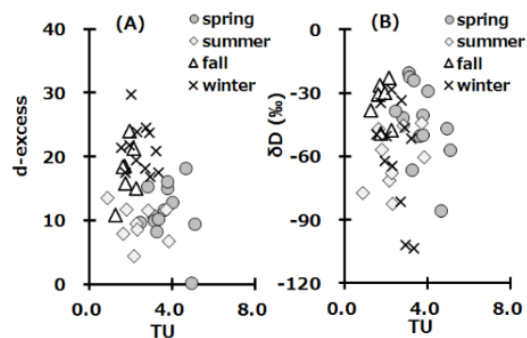 (A)
spring
summer
fall
winter
d-excess
40
30
20
10
0
0.0 4.0 8.0
TU
(B)
spring
summer
fall
winter
δD (‰)
0
-30
-60
-90
-120
0.0 4.0 8.0
TU